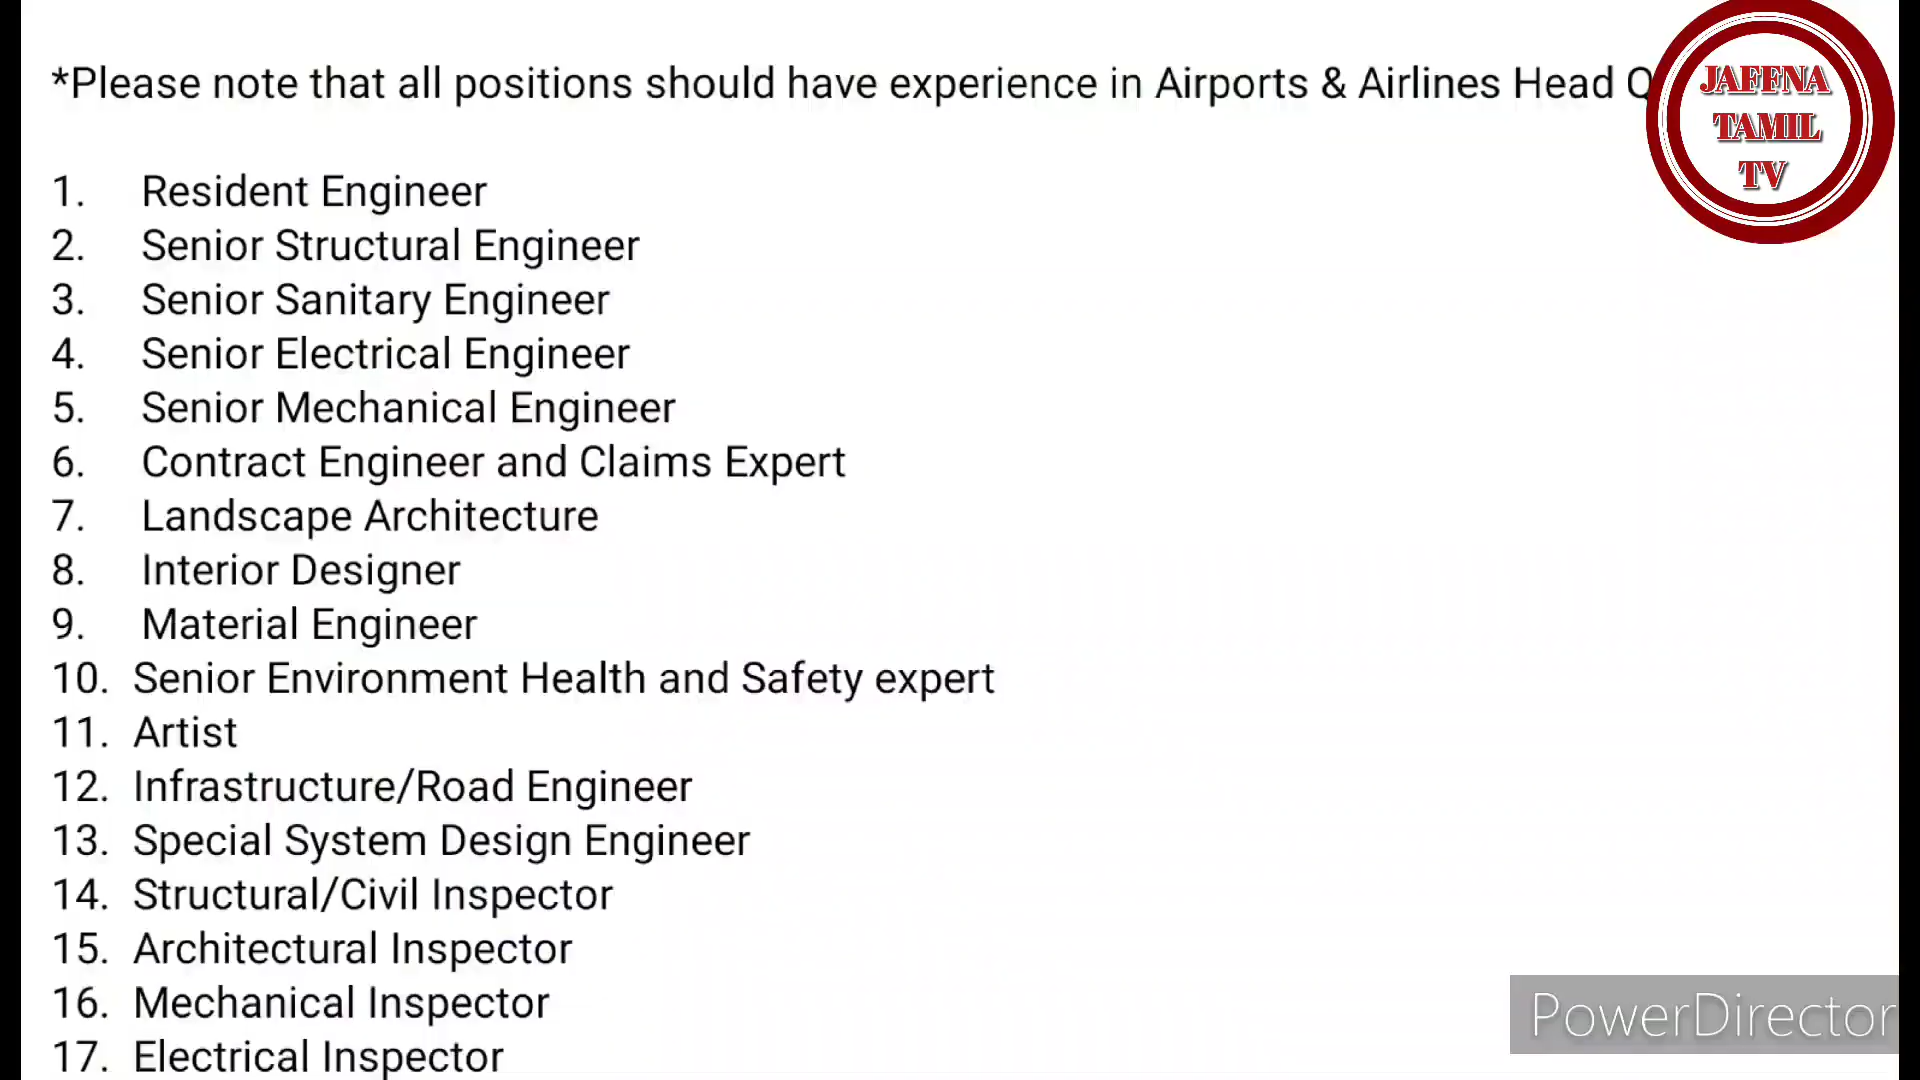 *Please note that all positions should have experience in Airports & Airlines Head
JAFFNA
TAMIL
TV
1. Resident Engineer
2. Senior Structural Engineer
3. Senior Sanitary Engineer
4. Senior Electrical Engineer
5. Senior Mechanical Engineer
6. Contract Engineer and Claims Expert
7. Landscape Architecture
8. Interior Designer
9. Material Engineer
10. Senior Environment Health and Safety expert
11. Artist
12. Infrastructure/Road Engineer
13. Special System Design Engineer
14. Structural/Civil Inspector
15. Architectural Inspector
16. Mechanical Inspector
17. Electrical Inspector
PowerDirector